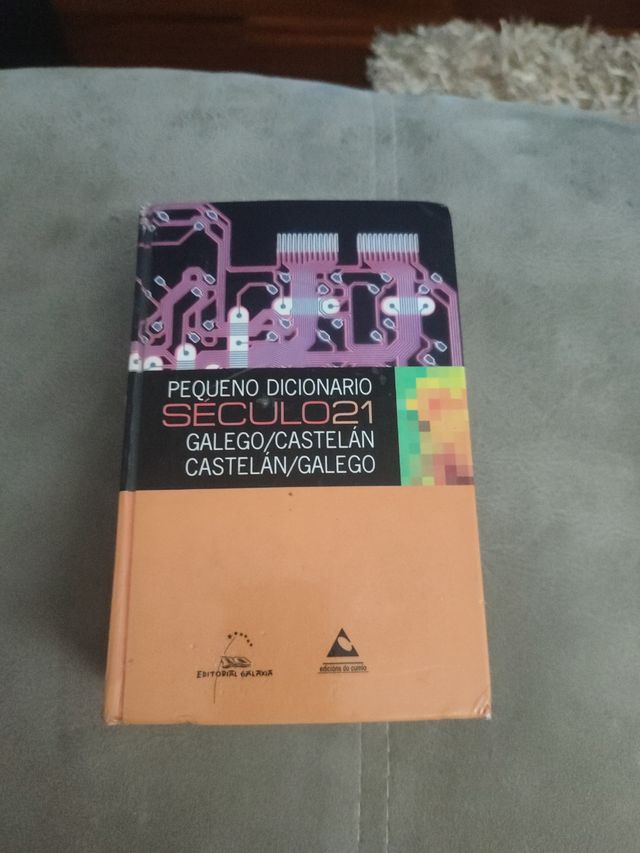 PEQUENO DICIONARIO
SÉCULO21
GALEGO/CASTELÁN
CASTELÁN/GALEGO
EDITORIAL GALAXIA
edicións do cumio